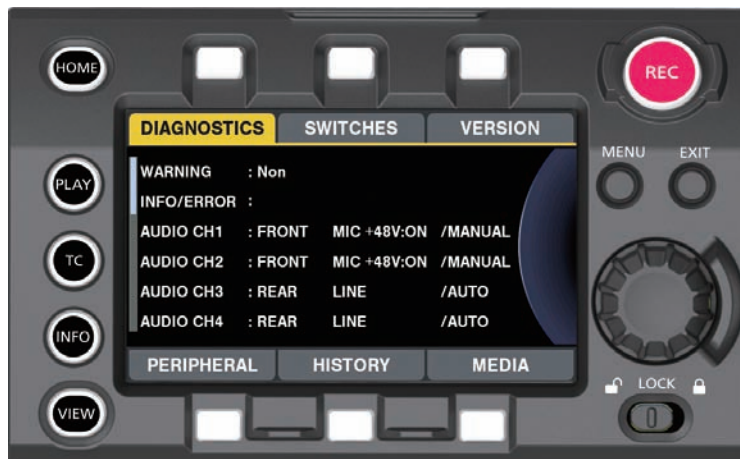 HOME
REC
DIAGNOSTICS SWITCHES VERSION
MENU EXIT
PLAY
WARNING : Non
INFO/ERROR :
AUDIO CH1 : FRONT MIC +48V:ON /MANUAL
TC
AUDIO CH2 : FRONT MIC +48V:ON /MANUAL
AUDIO CH3 : REAR LINE /AUTO
AUDIO CH4 : REAR LINE /AUTO
INFO
PERIPHERAL HISTORY MEDIA
LOCK
VIEW